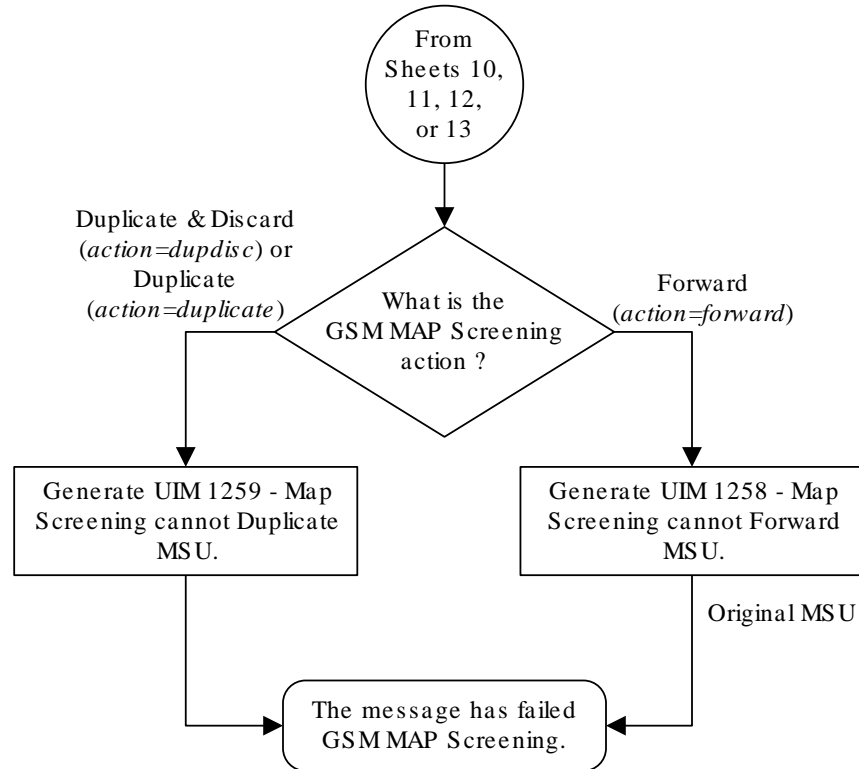 From
Sheets 10,
11, 12,
or 13
Duplicate & Discard
(action=dupdisc) or
Duplicate
(action=duplicate)
What is the
GSM MAP Screening
action ?
Forward
(action=forward)
Generate UIM 1259 - Map
Screening cannot Duplicate
MSU.
Generate UIM 1258 - Map
Screening cannot Forward
MSU.
Original MSU
The message has failed
GSM MAP Screening.